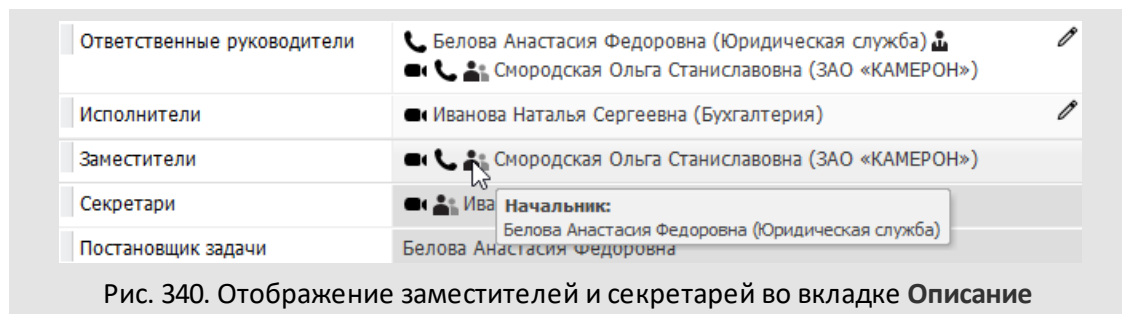 Ответственные руководители Белова Анастасия Федоровна (Юридическая служба)
Смородская Ольга Станиславовна (ЗАО «КАМЕРОН»)
Исполнители Иванова Наталья Сергеевна (Бухгалтерия)
Заместители Смородская Ольга Станиславовна (ЗАО «КАМЕРОН»)
Секретари Ива
Начальник:
Белова Анастасия Федоровна (Юридическая служба)
Постановщик задачи Белова Анастасия Федоровна
Рис. 340. Отображение заместителей и секретарей во вкладке Описание